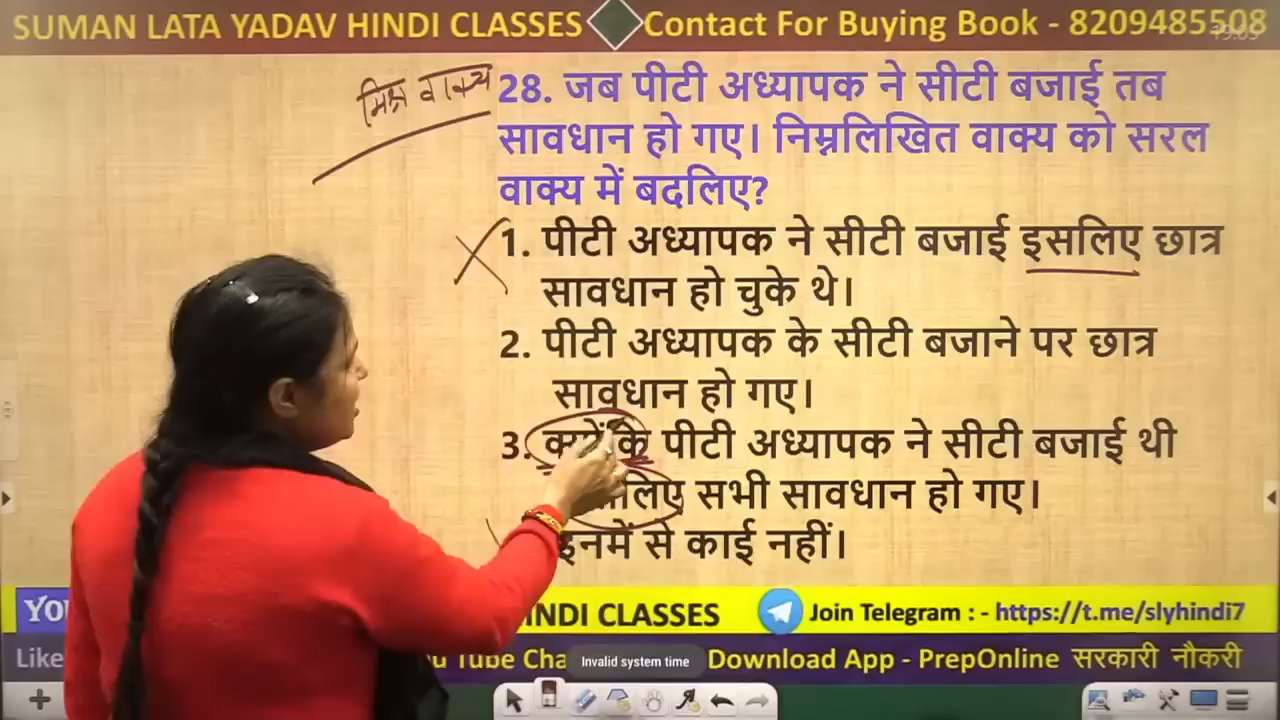 SUMAN LATA YADAV HINDI CLASSES Contact For Buying Book - 8209485508
मिश्र वाक्य
28. जब पीटी अध्यापक ने सीटी बजाई तब
सावधान हो गए। निम्नलिखित वाक्य को सरल
वाक्य में बदलिए?
1. पीटी अध्यापक ने सीटी बजाई इसलिए छात्र
सावधान हो चुके थे।
2. पीटी अध्यापक के सीटी बजाने पर छात्र
सावधान हो गए।
3. क्योंकि पीटी अध्यापक ने सीटी बजाई थी
सभी सावधान हो गए।
इनमें से काई नहीं।
HINDI CLASSES Join Telegram : - https://t.me/slyhindi7
Like Tube Download App - PrepOnline सरकारी नौकरी
Invalid system time